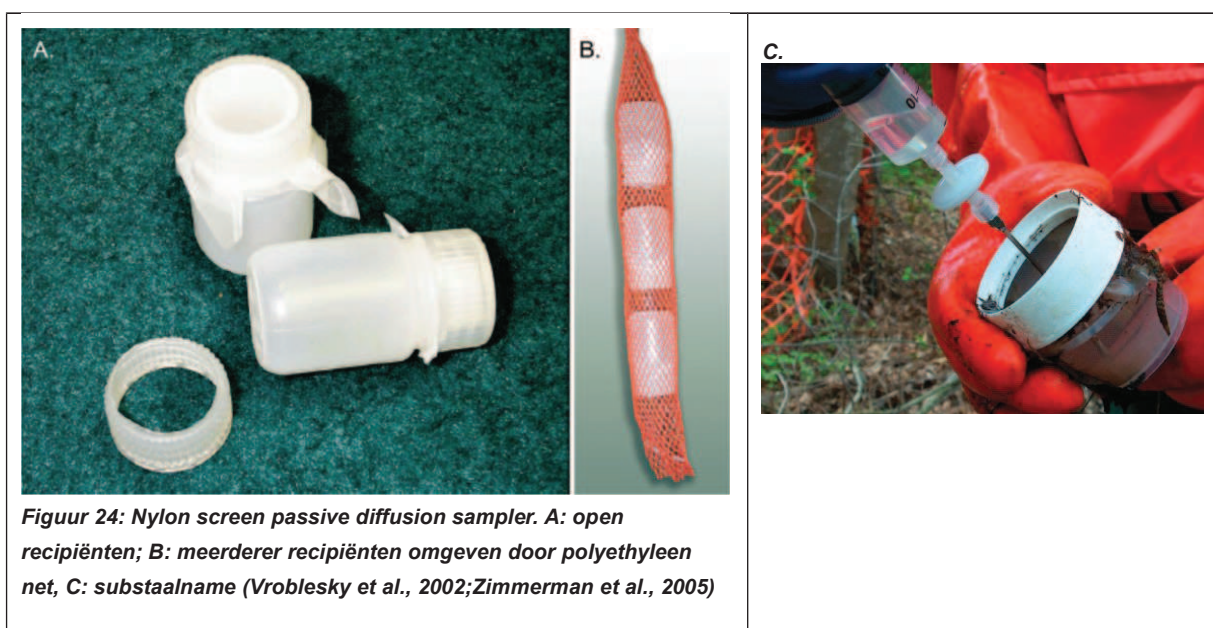 A.
B.
C.
Figuur 24: Nylon screen passive diffusion sampler. A: open
recipiënten; B: meerderer recipiënten omgeven door polyethyleen
net, C: substaalname (Vroblesky et al., 2002;Zimmerman et al., 2005)